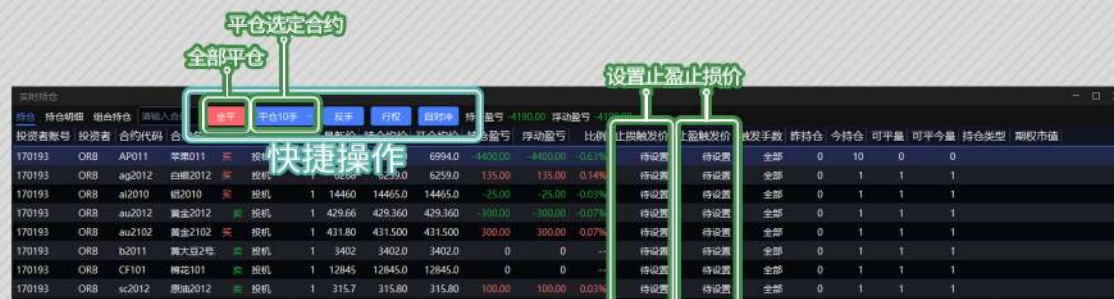 平仓选定合约
全部平仓
设置止盈止损价
实时持仓
持仓 持仓明细 组合持仓 全平 平仓10手 反手 行权 自对冲 -4190.00 浮动盈亏
投资者账号 投资者 合约代码 持仓盈亏 浮动盈亏 比例 止损触发价 止盈触发价 触发手数 昨持仓 今持仓 可平量 可平今量 持仓类型 期权市值
快捷操作
170193 ORB AP011 苹果011 买 投机 6994.0 -4400.00 -4400.00 -0.63% 待设置 待设置 全部 0 10 0 0
170193 ORB ag2012 白银2012 买 投机 1 6259.0 135.00 135.00 0.14% 待设置 待设置 全部 0 1 1 1
170193 ORB al2010 铝2010 买 投机 1 14460 14465.0 14465.0 -25.00 -25.00 -0.03% 待设置 待设置 全部 0 1 1 1
170193 ORB au2012 黄金2012 卖 投机 1 429.66 429.360 429.360 -300.00 -300.00 -0.07% 待设置 待设置 全部 0 1 1 1
170193 ORB au2102 黄金2102 买 投机 1 431.80 431.500 431.500 300.00 300.00 0.07% 待设置 待设置 全部 0 1 1 1
170193 ORB b2011 黄大豆2号 卖 投机 1 3402 3402.0 3402.0 0 0 -- 待设置 待设置 全部 0 1 1 1
170193 ORB CF101 棉花101 卖 投机 1 12845 12845.0 12845.0 0 0 -- 待设置 待设置 全部 0 1 1 1
170193 ORB sc2012 原油2012 卖 投机 1 315.7 315.80 315.80 100.00 100.00 0.03% 待设置 待设置 全部 0 1 1 1